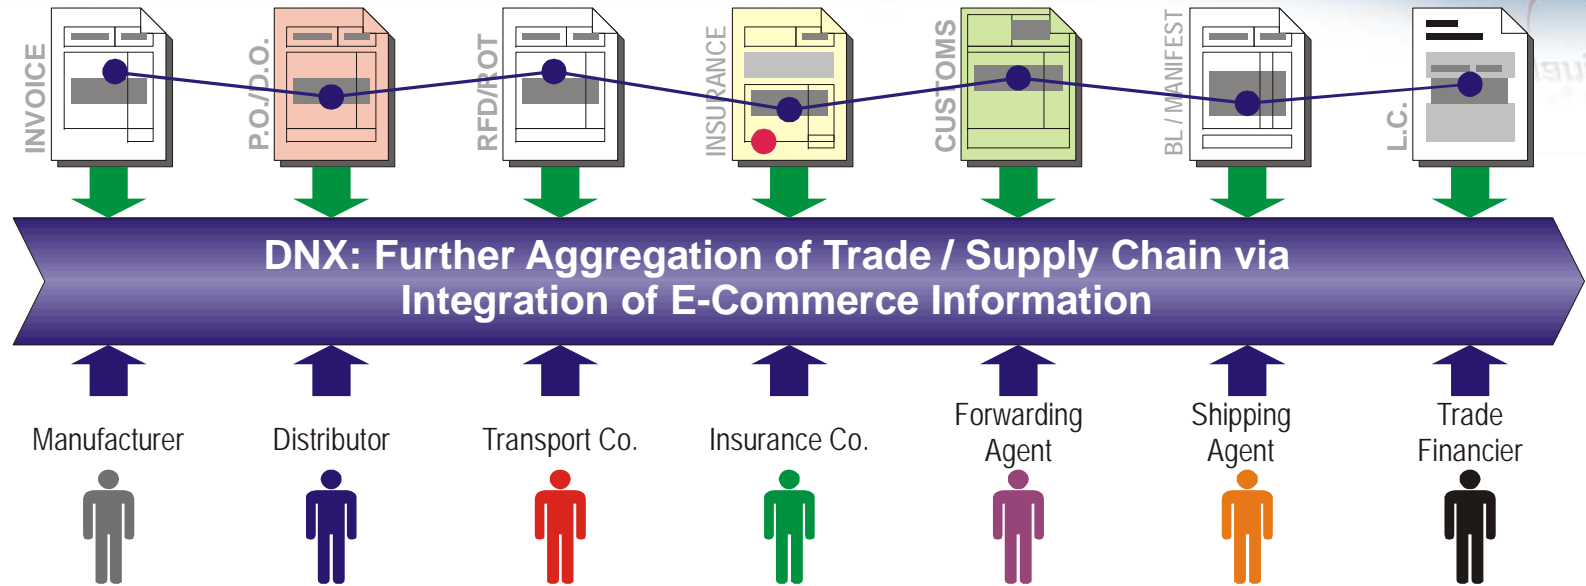 INVOICE
P.O./D.O.
RFD/ROT
INSURANCE
CUSTOMS
BL / MANIFEST
L.C.
DNX: Further Aggregation of Trade / Supply Chain via
Integration of E-Commerce Information
Manufacturer
Distributor
Transport Co.
Insurance Co.
Forwarding
Agent
Shipping
Agent
Trade
Financier